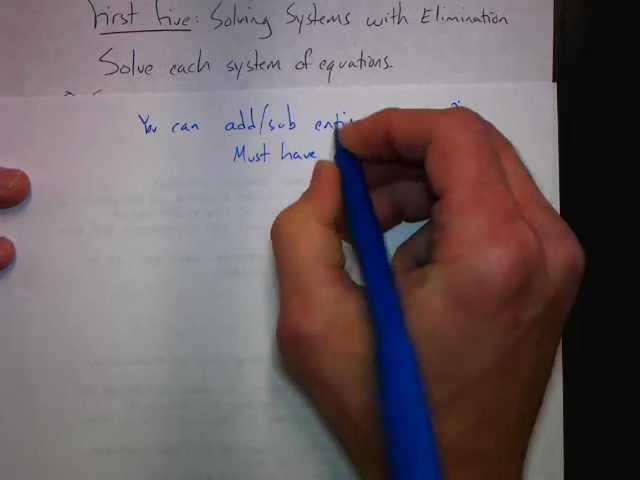 First Five: Solving Systems with Elimination
Solve each system of equations.
You can add/sub
Must have